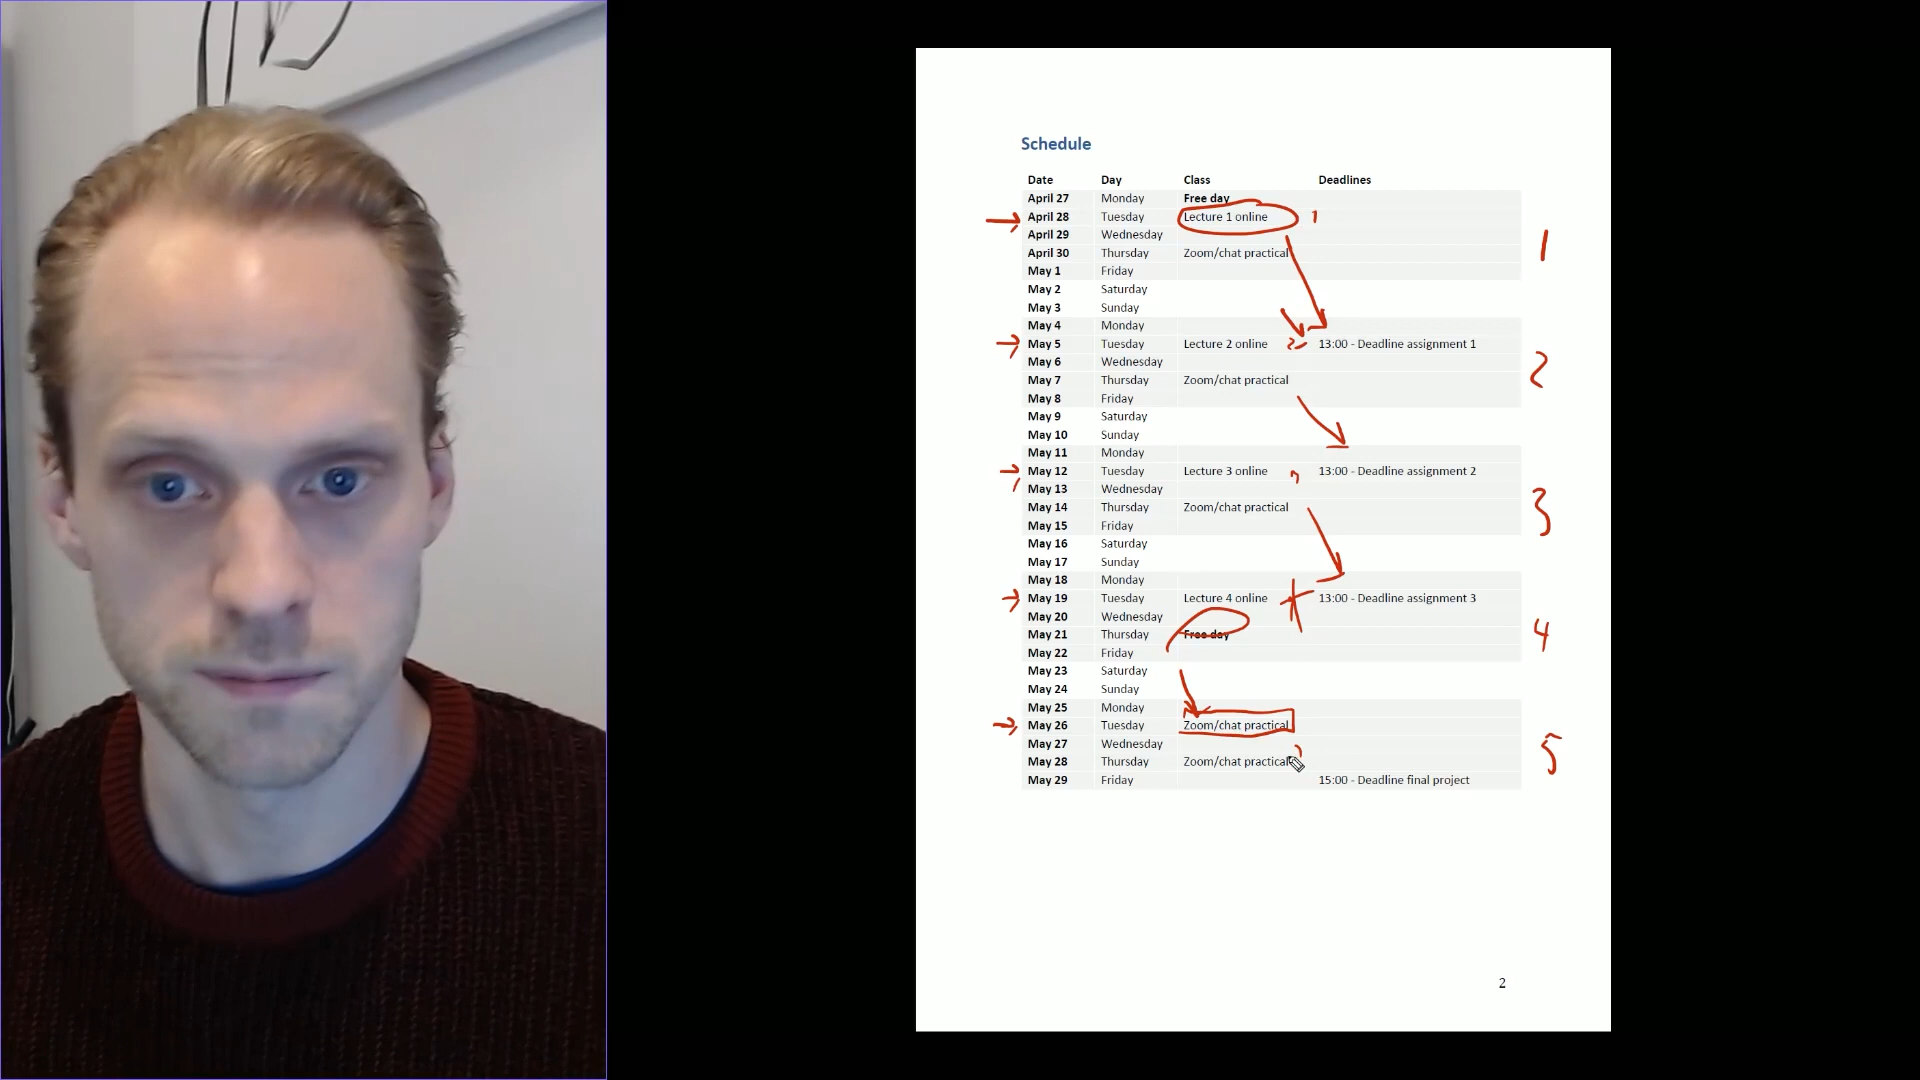 Schedule
Date Day Class Deadlines
April 27 Monday Free day
April 28 Tuesday Lecture 1 online 1
April 29 Wednesday 1
April 30 Thursday Zoom/chat practical
May 1 Friday
May 2 Saturday
May 3 Sunday
May 4 Monday
May 5 Tuesday Lecture 2 online 2 13:00 - Deadline assignment 1
May 6 Wednesday 2
May 7 Thursday Zoom/chat practical
May 8 Friday
May 9 Saturday
May 10 Sunday
May 11 Monday
May 12 Tuesday Lecture 3 online 13:00 - Deadline assignment 2
May 13 Wednesday
May 14 Thursday Zoom/chat practical 3
May 15 Friday
May 16 Saturday
May 17 Sunday
May 18 Monday
May 19 Tuesday Lecture 4 online 13:00 - Deadline assignment 3
May 20 Wednesday
May 21 Thursday Free day 4
May 22 Friday
May 23 Saturday
May 24 Sunday
May 25 Monday
May 26 Tuesday Zoom/chat practical
May 27 Wednesday 5
May 28 Thursday Zoom/chat practical
May 29 Friday 15:00 - Deadline final project
2